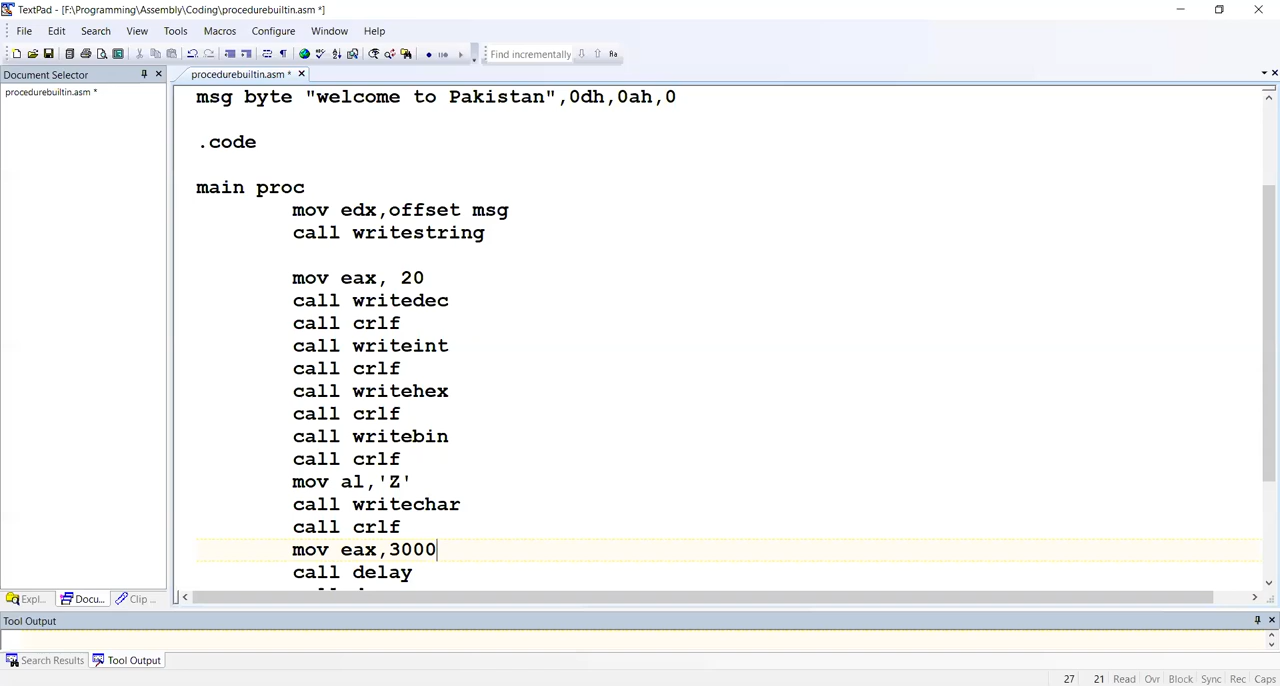 TextPad - [F:\Programming\Assembly\Coding\procedurebuiltin.asm *]
File Edit Search View Tools Macros Configure Window Help
Find incrementally
Document Selector
procedurebuiltin.asm *
procedurebuiltin.asm *
msg byte "welcome to Pakistan",0dh,0ah,0
.code
main proc
mov edx,offset msg
call writestring
mov eax, 20
call writedec
call crlf
call writeint
call crlf
call writehex
call crlf
call writebin
call crlf
mov al,'Z'
call writechar
call crlf
mov eax,3000
call delay
Expl... Docu... Clip ...
Tool Output
Search Results Tool Output
27 21 Read Ovr Block Sync Rec Caps